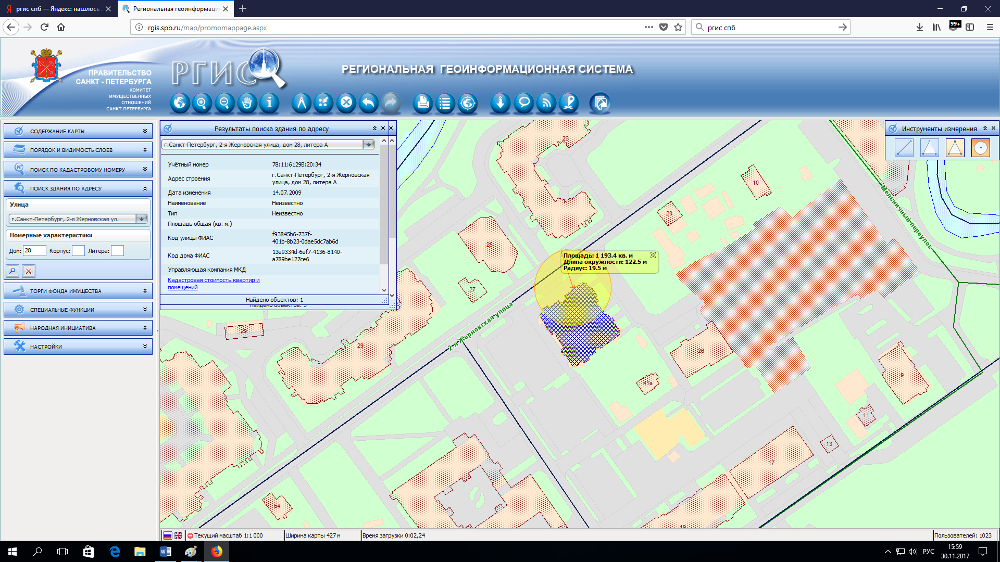 ргис спб — Яндекс: нашлось
Региональная геоинформаци
rgis.spb.ru/map/promomappage.aspx
ргис спб
99+
ПРАВИТЕЛЬСТВО
САНКТ - ПЕТЕРБУРГА
КОМИТЕТ
ИМУЩЕСТВЕННЫХ
ОТНОШЕНИЙ
САНКТ-ПЕТЕРБУРГА
РГИС
РЕГИОНАЛЬНАЯ ГЕОИНФОРМАЦИОННАЯ СИСТЕМА
СОДЕРЖАНИЕ КАРТЫ
ПОРЯДОК И ВИДИМОСТЬ СЛОЕВ
ПОИСК ПО КАДАСТРОВОМУ НОМЕРУ
ПОИСК ЗДАНИЯ ПО АДРЕСУ
Улица
г.Санкт-Петербург, 2-я Жерновская ул.
Номерные характеристики
Дом: 28 Корпус: Литера:
ТОРГИ ФОНДА ИМУЩЕСТВА
СПЕЦИАЛЬНЫЕ ФУНКЦИИ
НАРОДНАЯ ИНИЦИАТИВА
НАСТРОЙКИ
Результаты поиска здания по адресу
г.Санкт-Петербург, 2-я Жерновская улица, дом 28, литера А
Учётный номер 78:11:6129В:20:34
Адрес строения г.Санкт-Петербург, 2-я Жерновская
улица, дом 28, литера А
Дата изменения 14.07.2009
Наименование Неизвестно
Тип Неизвестно
Площадь общая (кв. м.)
Код улицы ФИАС f93845b6-737f-
401b-8b23-0dae5dc7ab6d
Код дома ФИАС 13e9334d-6ef7-4136-8140-
a789be127ce6
Управляющая компания МКД
Кадастровая стоимость квартир и
помещений
Найдено объектов: 1
Инструменты измерения
Площадь: 1 193.4 кв. м
Длина окружности: 122.5 м
Радиус: 19.5 м
23
10
20
25
27
29
29
26
41а
9
11
13
17
19
54
2-я Жерновская улица
Мельничный переулок
Текущий масштаб 1:1 000
Ширина карты 427 м
Время загрузки 0:02,24
Пользователей: 1023
РУС
15:59
30.11.2017